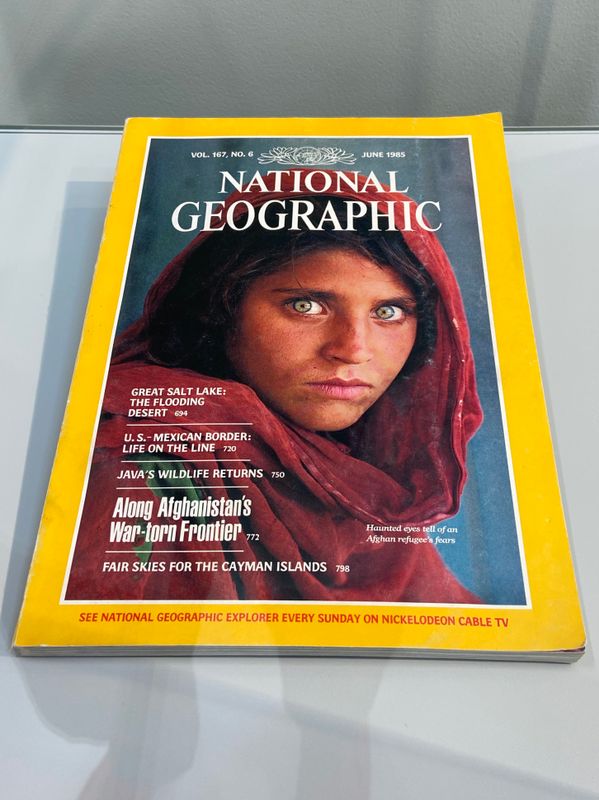 VOL. 167, NO. 6 JUNE 1985
NATIONAL
GEOGRAPHIC
GREAT SALT LAKE:
THE FLOODING
DESERT 694
U.S.–MEXICAN BORDER:
LIFE ON THE LINE 720
JAVA'S WILDLIFE RETURNS 750
Along Afghanistan's
War-torn Frontier 772
FAIR SKIES FOR THE CAYMAN ISLANDS 798
Haunted eyes tell of an
Afghan refugee's fears
SEE NATIONAL GEOGRAPHIC EXPLORER EVERY SUNDAY ON NICKELODEON CABLE TV